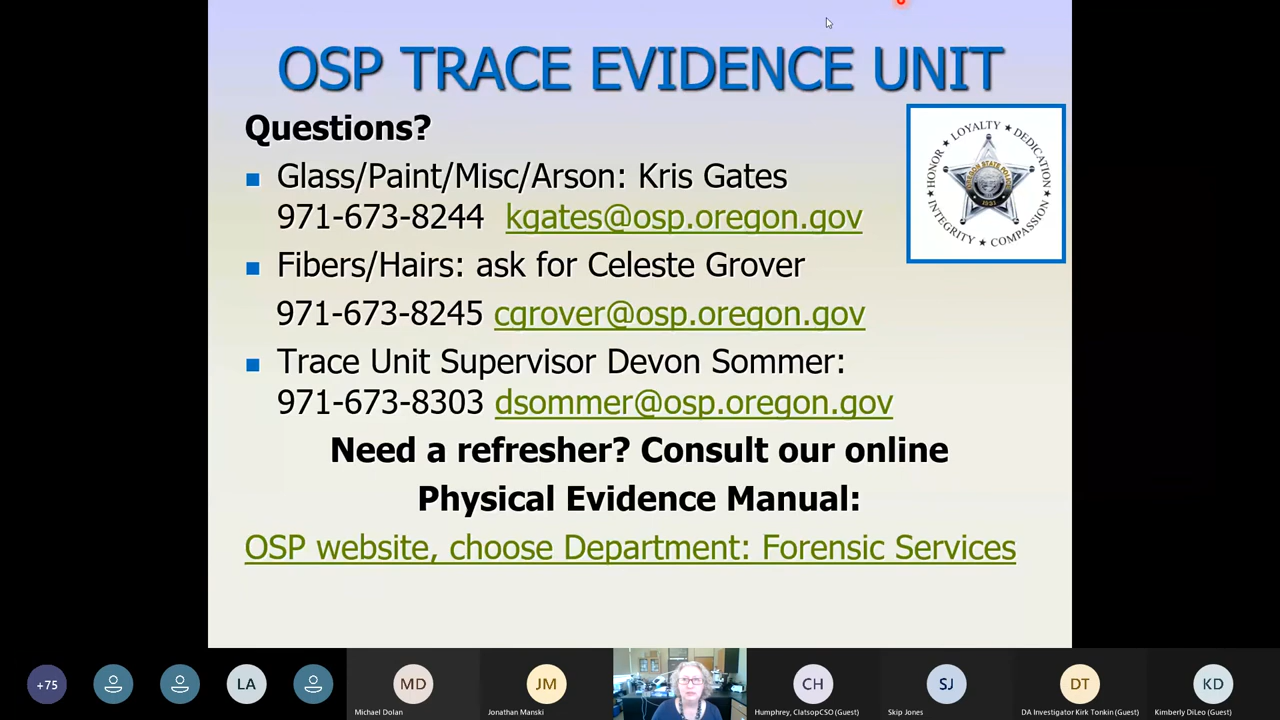 OSP TRACE EVIDENCE UNIT
Questions?
Glass/Paint/Misc/Arson: Kris Gates
971-673-8244 kgates@osp.oregon.gov
Fibers/Hairs: ask for Celeste Grover
971-673-8245 cgrover@osp.oregon.gov
Trace Unit Supervisor Devon Sommer:
971-673-8303 dsommer@osp.oregon.gov
Need a refresher? Consult our online
Physical Evidence Manual:
OSP website, choose Department: Forensic Services
HONOR ★ LOYALTY ★ DEDICATION
INTEGRITY ★ COMPASSION
OREGON STATE POLICE
1931
+75
LA
MD
JM
CH
SJ
DT
KD
Michael Dolan
Jonathan Manski
Humphrey, ClatsopCSO (Guest)
Skip Jones
DA Investigator Kirk Tonkin (Guest)
Kimberly DiLeo (Guest)